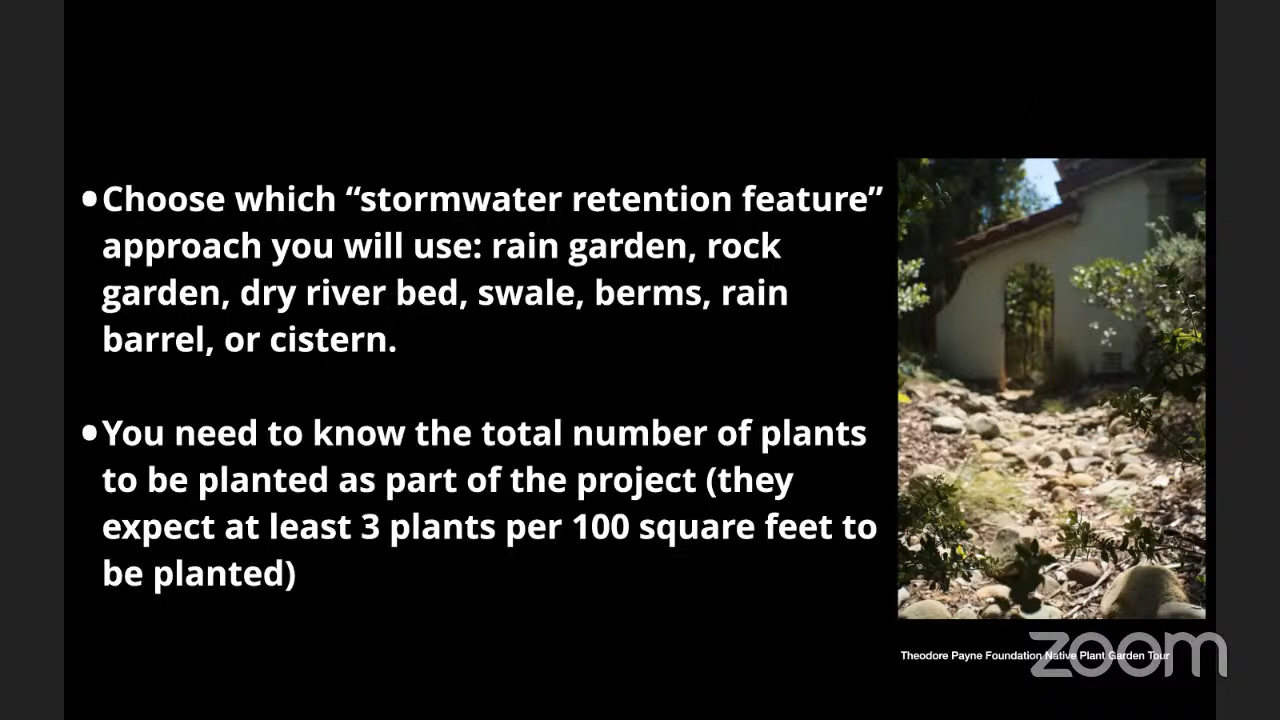 •Choose which “stormwater retention feature”
approach you will use: rain garden, rock
garden, dry river bed, swale, berms, rain
barrel, or cistern.
•You need to know the total number of plants
to be planted as part of the project (they
expect at least 3 plants per 100 square feet to
be planted)
Theodore Payne Foundation Native Plant Garden Tour
zoom